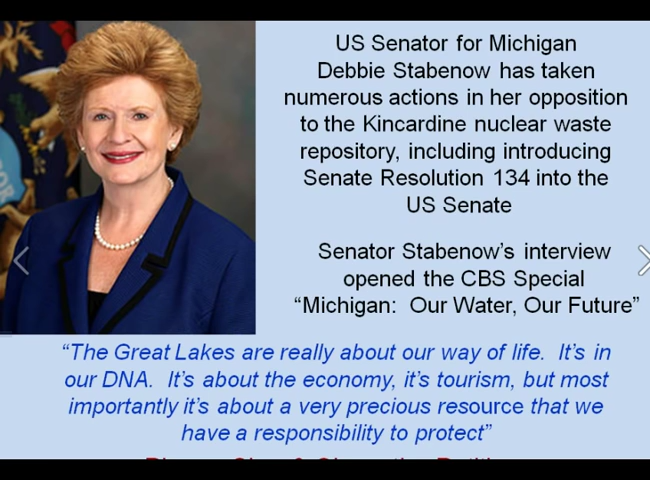 US Senator for Michigan
Debbie Stabenow has taken
numerous actions in her opposition
to the Kincardine nuclear waste
repository, including introducing
Senate Resolution 134 into the
US Senate
Senator Stabenow's interview
opened the CBS Special
“Michigan:  Our Water, Our Future”
“The Great Lakes are really about our way of life.  It’s in
our DNA.  It’s about the economy, it’s tourism, but most
importantly it’s about a very precious resource that we
have a responsibility to protect”